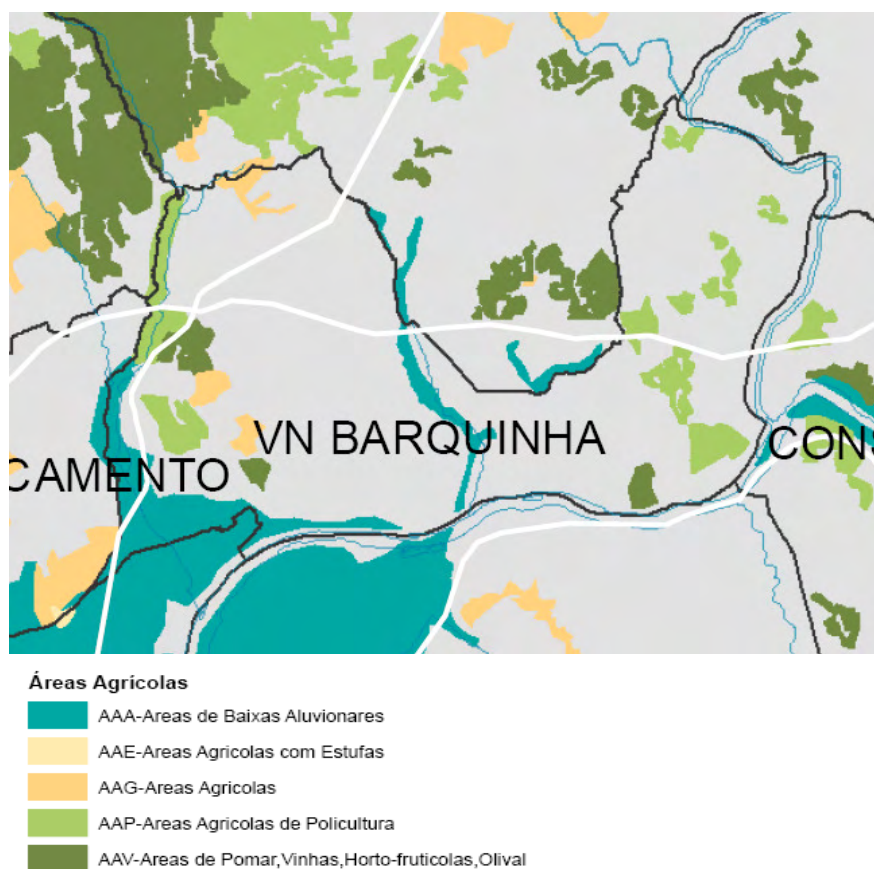 VN BARQUINHA
CONS
CAMENTO
Áreas Agrícolas
AAA-Areas de Baixas Aluvionares
AAE-Areas Agricolas com Estufas
AAG-Areas Agricolas
AAP-Areas Agricolas de Policultura
AAV-Areas de Pomar,Vinhas,Horto-fruticolas,Olival